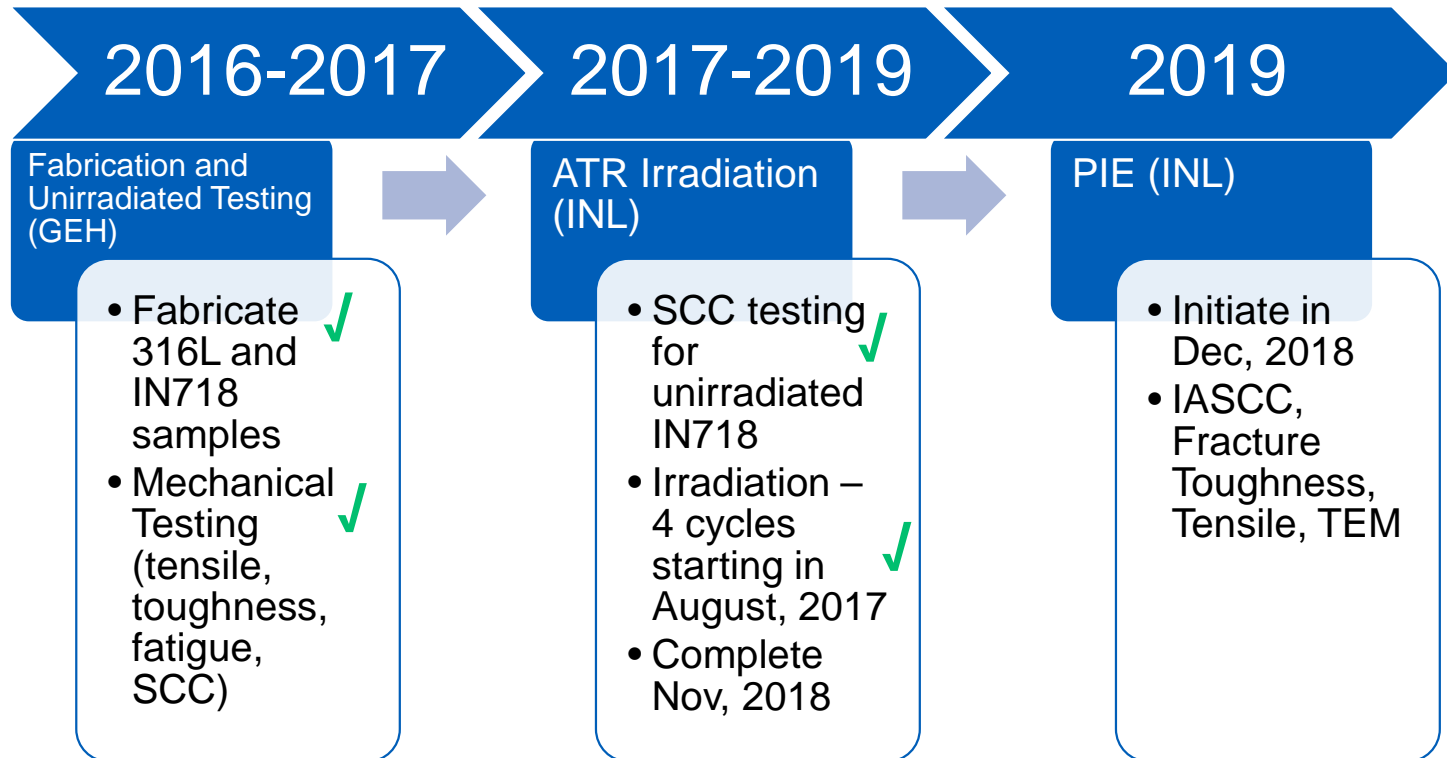 2016-2017
2017-2019
2019
Fabrication and
Unirradiated Testing
(GEH)
• Fabricate √
316L and
IN718
samples
• Mechanical √
Testing
(tensile,
toughness,
fatigue,
SCC)
ATR Irradiation
(INL)
• SCC testing √
for
unirradiated
IN718
• Irradiation – √
4 cycles
starting in
August, 2017
• Complete
Nov, 2018
PIE (INL)
• Initiate in
Dec, 2018
• IASCC,
Fracture
Toughness,
Tensile, TEM